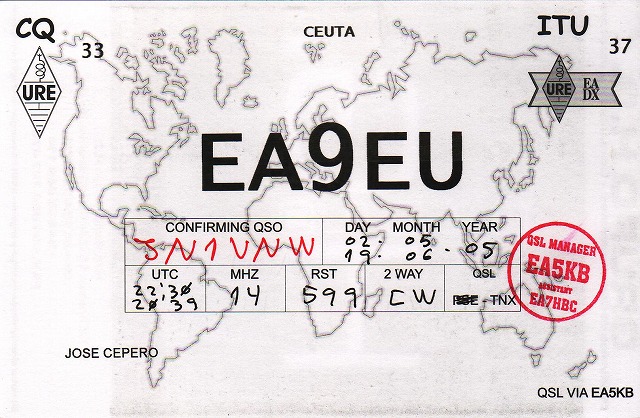 CQ
33
CEUTA
ITU
37
URE
URE
EA
DX
EA9EU
CONFIRMING QSO
DAY MONTH YEAR
JN1VNW
02. 05
19. 06. 05
UTC
MHZ
RST
2 WAY
QSL
22:30
20 39
14
599
CW
PSE - TNX
QSL MANAGER
EA5KB
ASSISTENT
EA7HBC
JOSE CEPERO
QSL VIA EA5KB